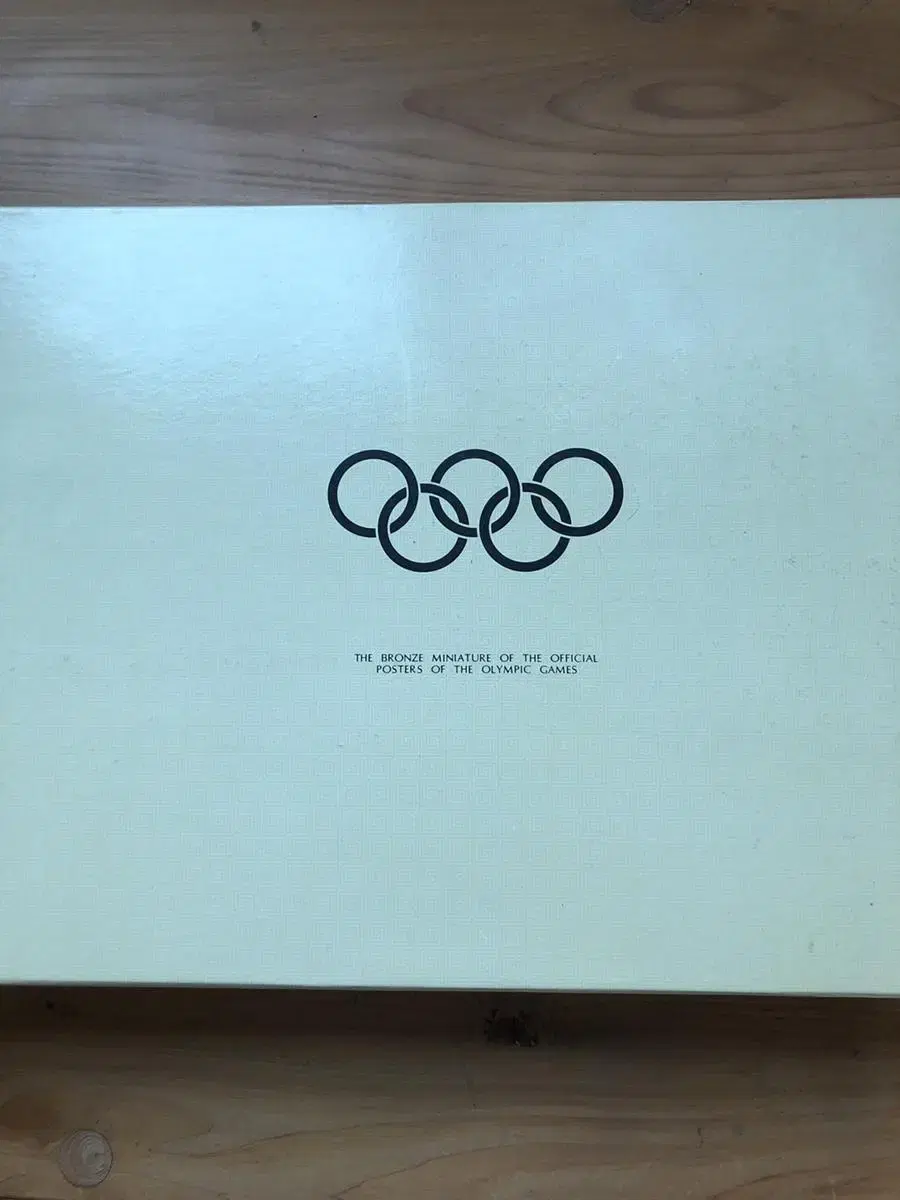 THE BRONZE MINIATURE OF THE OFFICIAL
POSTERS OF THE OLYMPIC GAMES